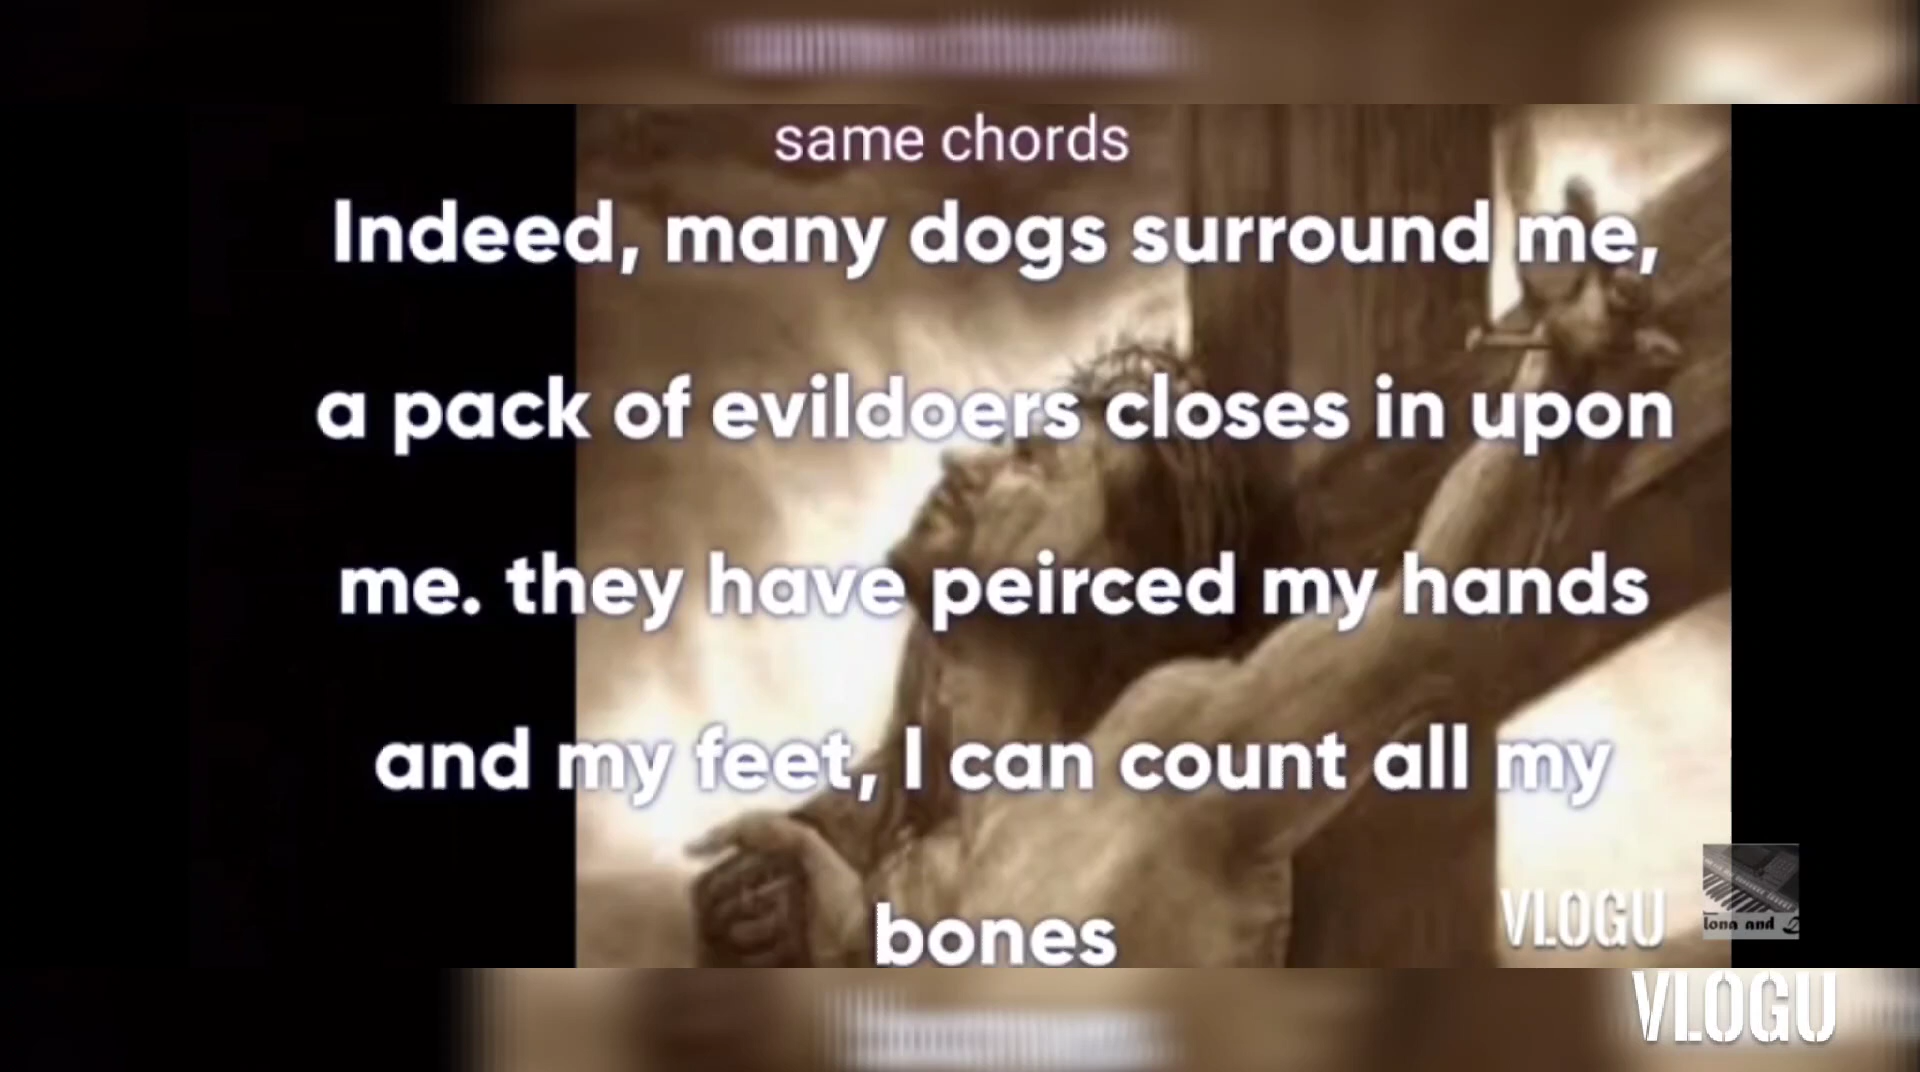 same chords
Indeed, many dogs surround me,
a pack of evildoers closes in upon
me. they have peirced my hands
and my feet, I can count all my
bones
VLOGU
VLOGU